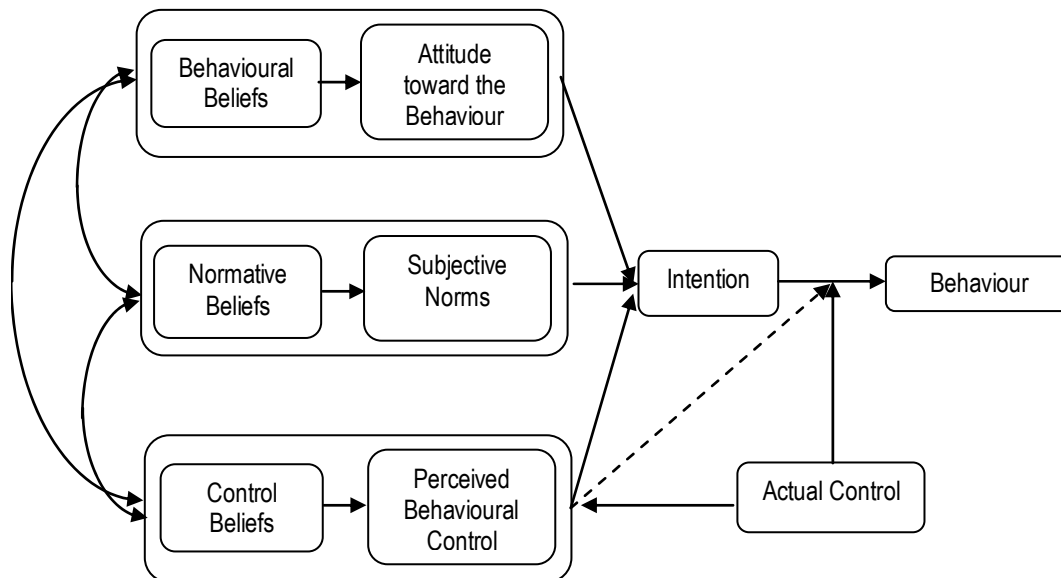 Behavioural
Beliefs
Attitude
toward the
Behaviour
Normative
Beliefs
Subjective
Norms
Intention
Behaviour
Control
Beliefs
Perceived
Behavioural
Control
Actual Control